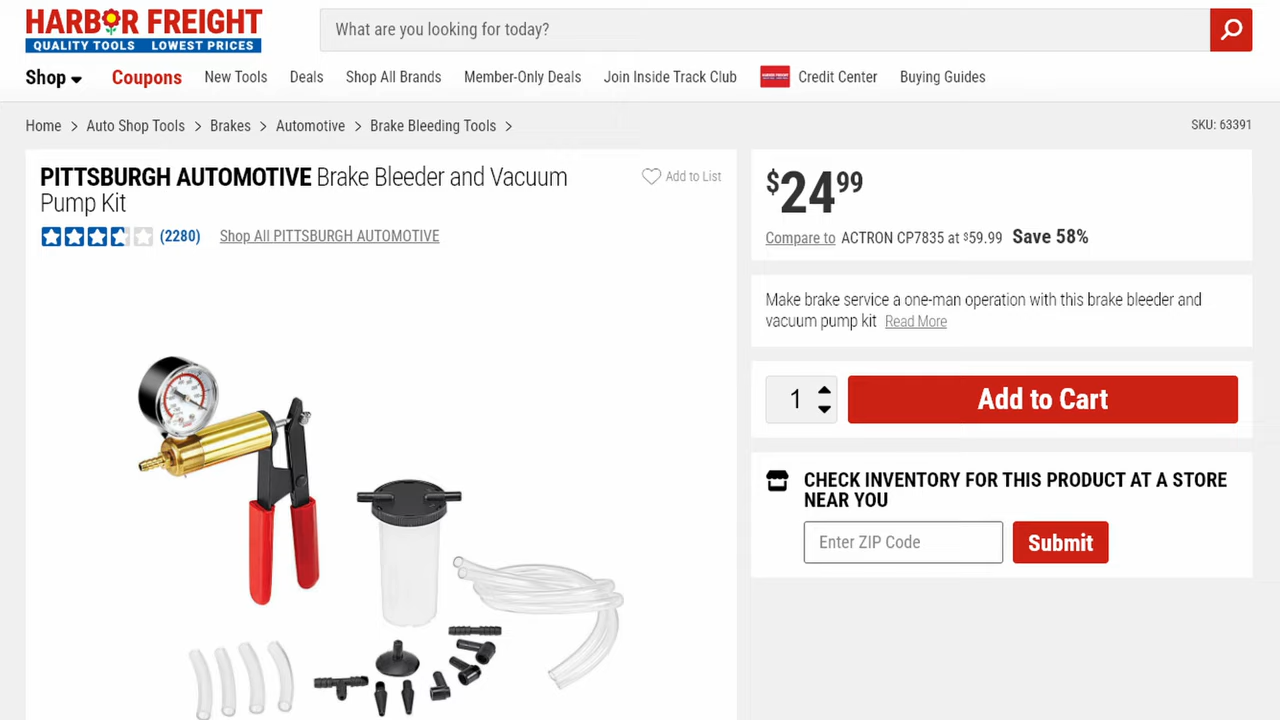 HARBOR FREIGHT
QUALITY TOOLS LOWEST PRICES
What are you looking for today?
Shop
Coupons
New Tools
Deals
Shop All Brands
Member-Only Deals
Join Inside Track Club
Credit Center
Buying Guides
Home > Auto Shop Tools > Brakes > Automotive > Brake Bleeding Tools >
SKU: 63391
PITTSBURGH AUTOMOTIVE Brake Bleeder and Vacuum
Pump Kit
Add to List
(2280)
Shop All PITTSBURGH AUTOMOTIVE
$24 99
Compare to ACTRON CP7835 at $59.99 Save 58%
Make brake service a one-man operation with this brake bleeder and
vacuum pump kit Read More
1
Add to Cart
CHECK INVENTORY FOR THIS PRODUCT AT A STORE
NEAR YOU
Enter ZIP Code
Submit